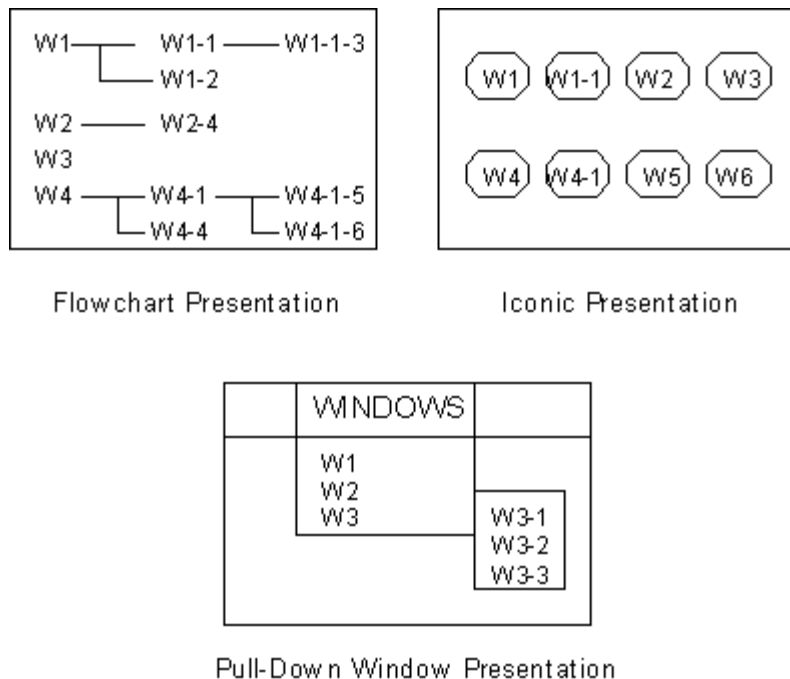 W1 W1-1 W1-1-3
W1-2
W2 W2-4
W3
W4 W4-1 W4-1-5
W4-4 W4-1-6
Flowchart Presentation
W1 W1-1 W2 W3
W4 W4-1 W5 W6
Iconic Presentation
WINDOWS
W1
W2
W3
W3-1
W3-2
W3-3
Pull-Down Window Presentation